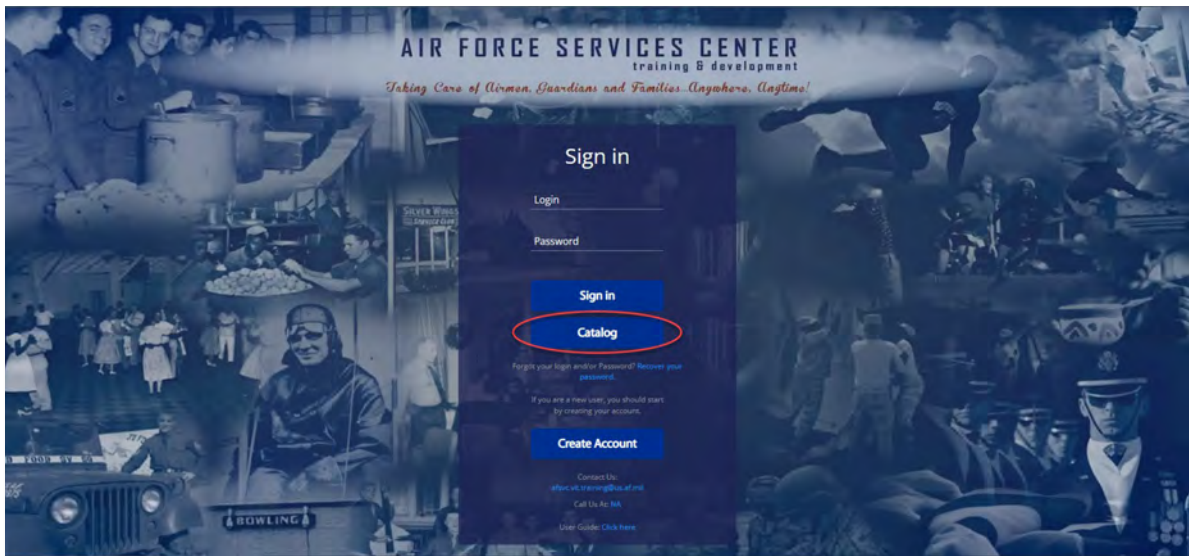 AIR FORCE SERVICES CENTER
training & development
Taking Care of Airmen, Guardians and Families...Anywhere, Anytime!
Sign in
Login
SILVER WINGS
Password
Sign in
Catalog
Forgot your login and/or Password? Recover your
password.
If you are a new user, you should start
by creating your account.
Create Account
Contact Us:
Call Us At: NA
BOWLING
User Guide: Click here